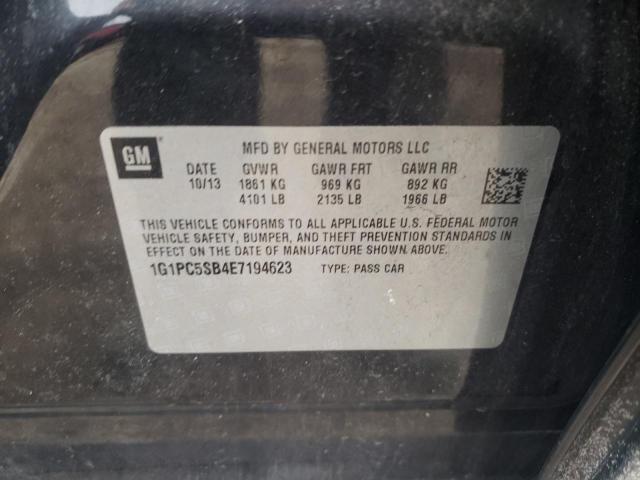 GM
MFD BY GENERAL MOTORS LLC
DATE GVWR GAWR FRT GAWR RR
10/13 1861 KG 969 KG 892 KG
4101 LB 2135 LB 1966 LB
THIS VEHICLE CONFORMS TO ALL APPLICABLE U.S. FEDERAL MOTOR
VEHICLE SAFETY, BUMPER, AND THEFT PREVENTION STANDARDS IN
EFFECT ON THE DATE OF MANUFACTURE SHOWN ABOVE.
1G1PC5SB4E7194623 TYPE: PASS CAR